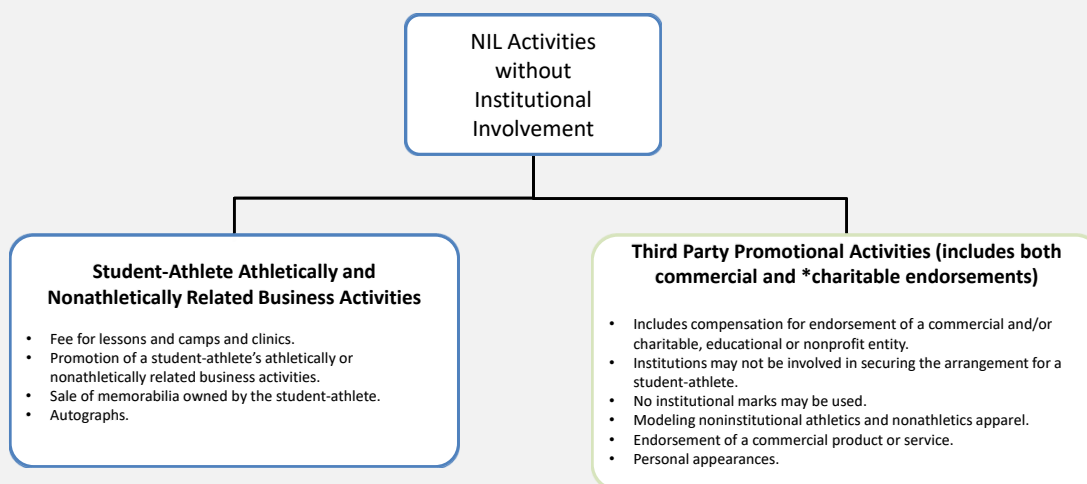 NIL Activities
without
Institutional
Involvement
Student-Athlete Athletically and
Nonathletically Related Business Activities
• Fee for lessons and camps and clinics.
• Promotion of a student-athlete's athletically or
nonathletically related business activities.
• Sale of memorabilia owned by the student-athlete.
• Autographs.
Third Party Promotional Activities (includes both
commercial and *charitable endorsements)
• Includes compensation for endorsement of a commercial and/or
charitable, educational or nonprofit entity.
• Institutions may not be involved in securing the arrangement for a
student-athlete.
• No institutional marks may be used.
• Modeling noninstitutional athletics and nonathletics apparel.
• Endorsement of a commercial product or service.
• Personal appearances.